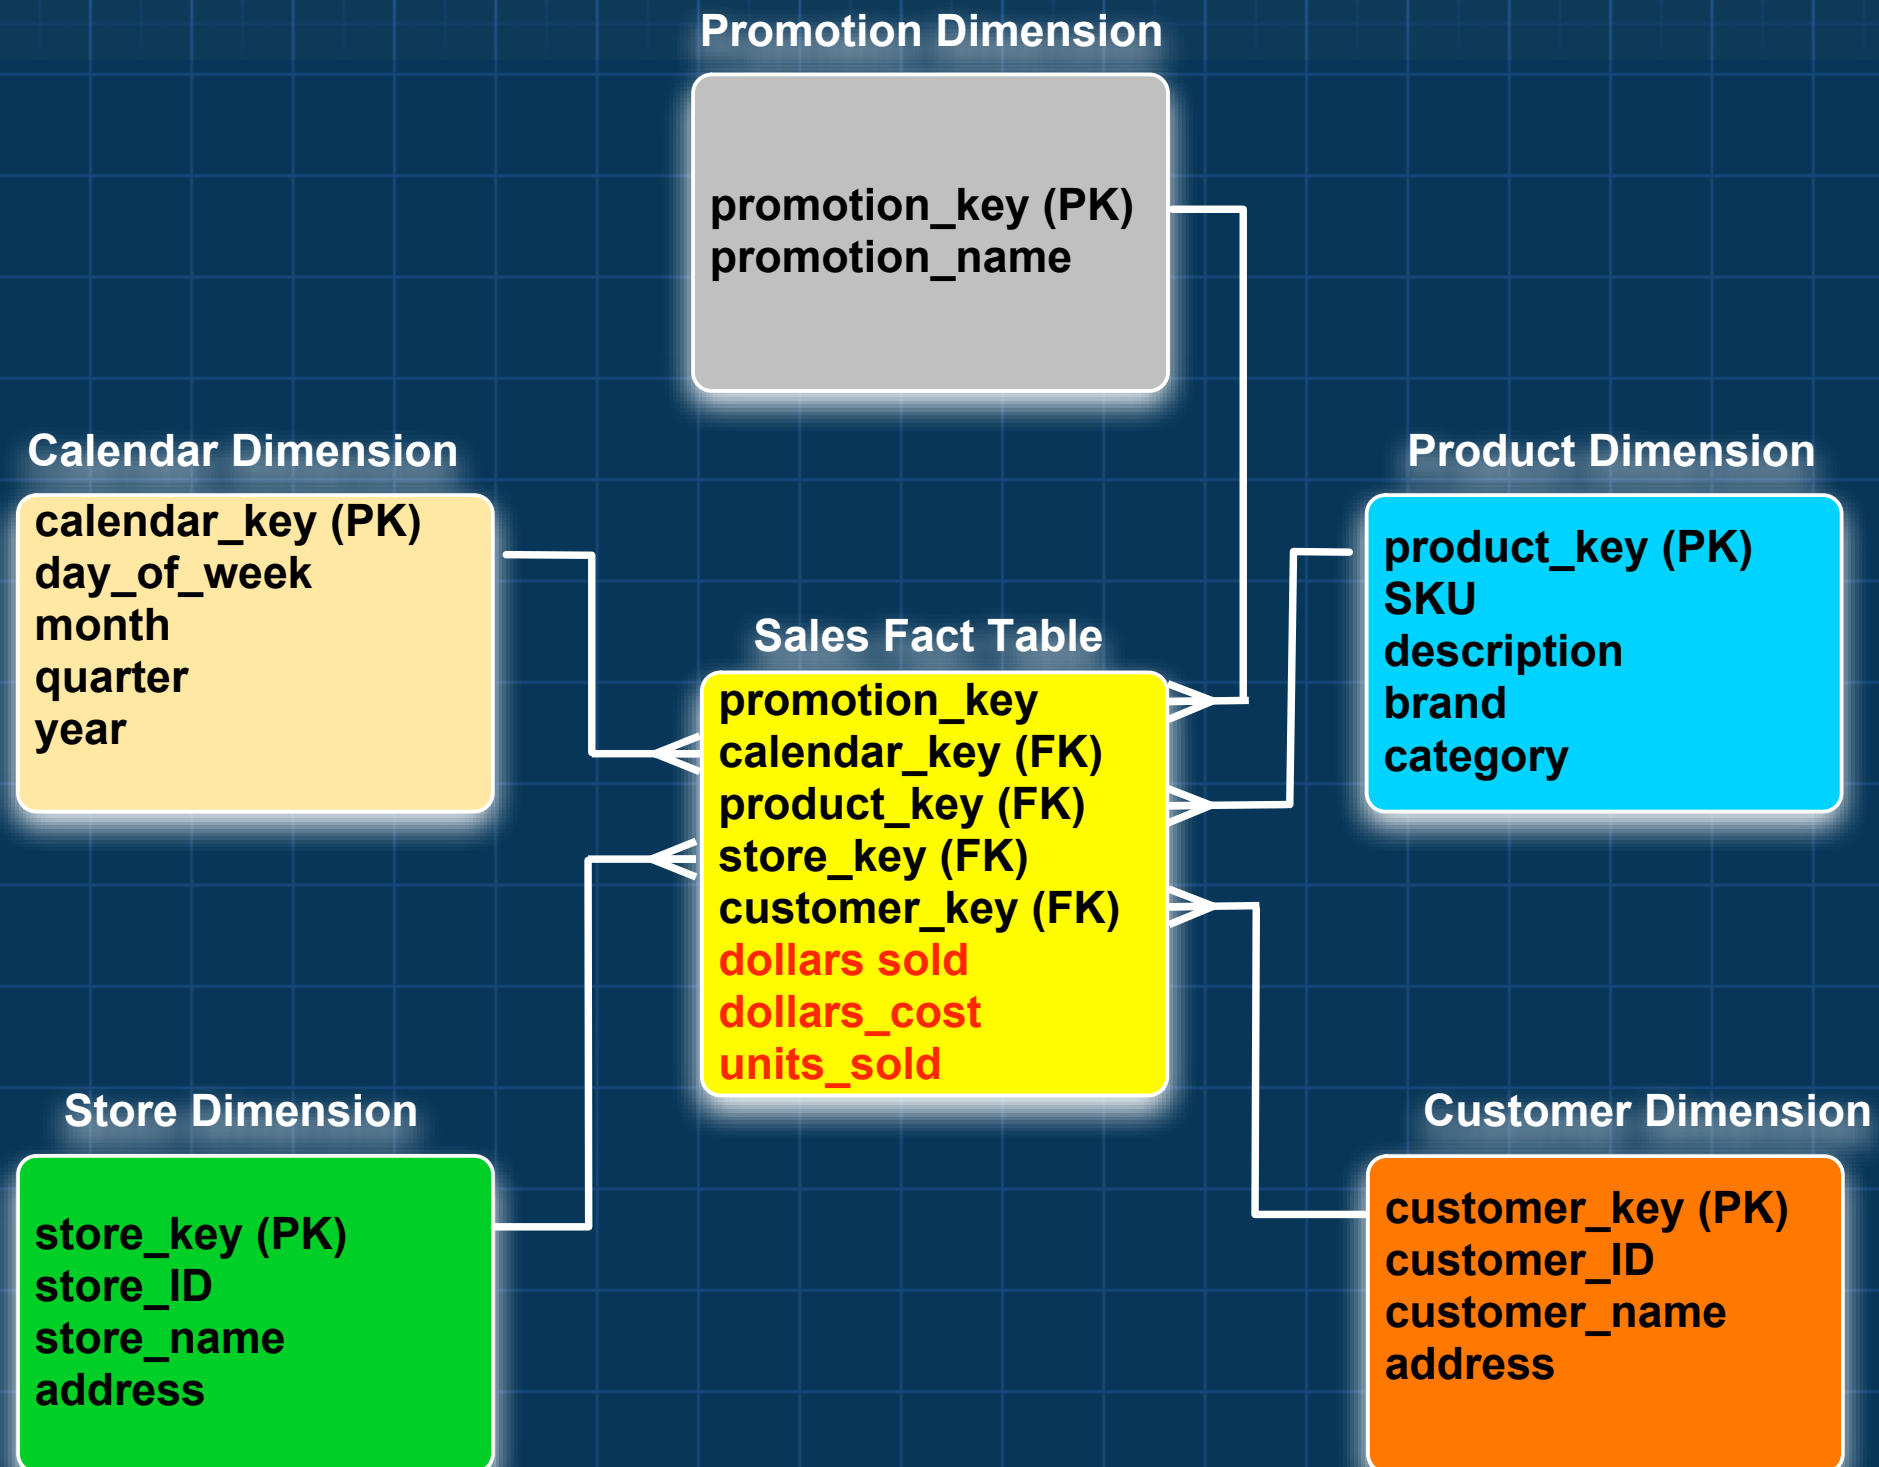 Promotion Dimension
promotion_key (PK)
promotion_name
Calendar Dimension
calendar_key (PK)
day_of_week
month
quarter
year
Product Dimension
product_key (PK)
SKU
description
brand
category
Sales Fact Table
promotion_key
calendar_key (FK)
product_key (FK)
store_key (FK)
customer_key (FK)
dollars sold
dollars_cost
units_sold
Store Dimension
store_key (PK)
store_ID
store_name
address
Customer Dimension
customer_key (PK)
customer_ID
customer_name
address